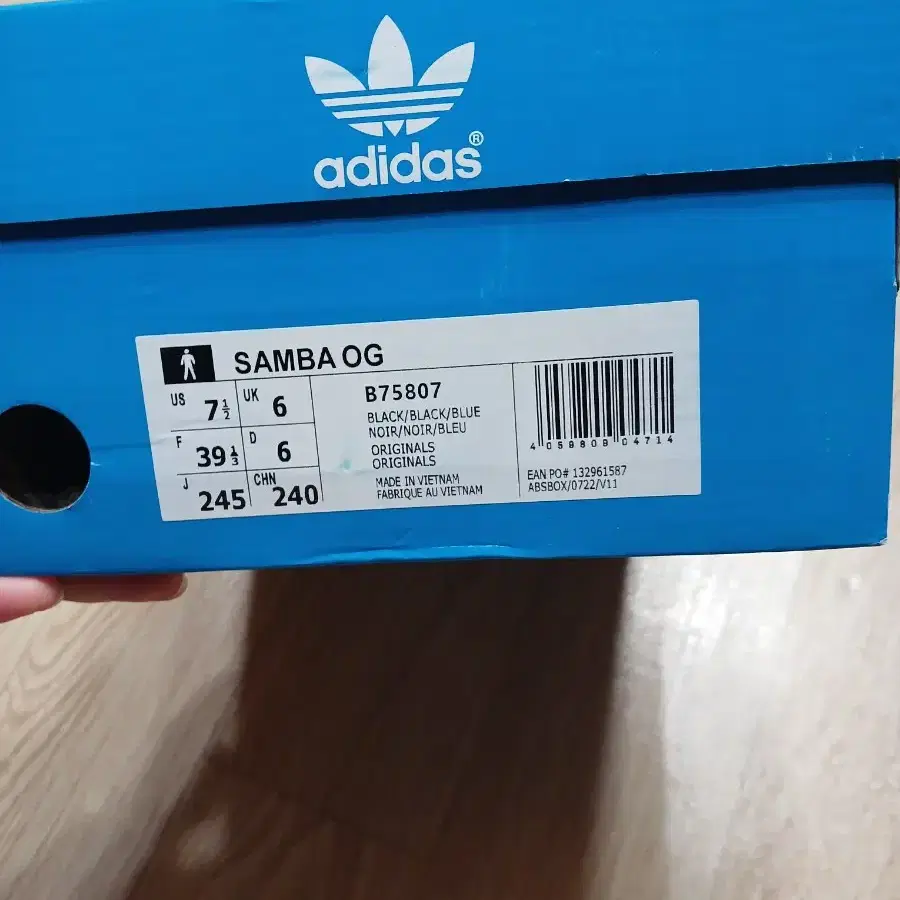 adidas®
SAMBA OG
US 7½ UK 6
F 39⅓ D 6
J 245 CHN 240
B75807
BLACK/BLACK/BLUE
NOIR/NOIR/BLEU
ORIGINALS
ORIGINALS
MADE IN VIETNAM
FABRIQUE AU VIETNAM
4 059809 04714
EAN PO# 132961587
ABSBOX/0722/V11